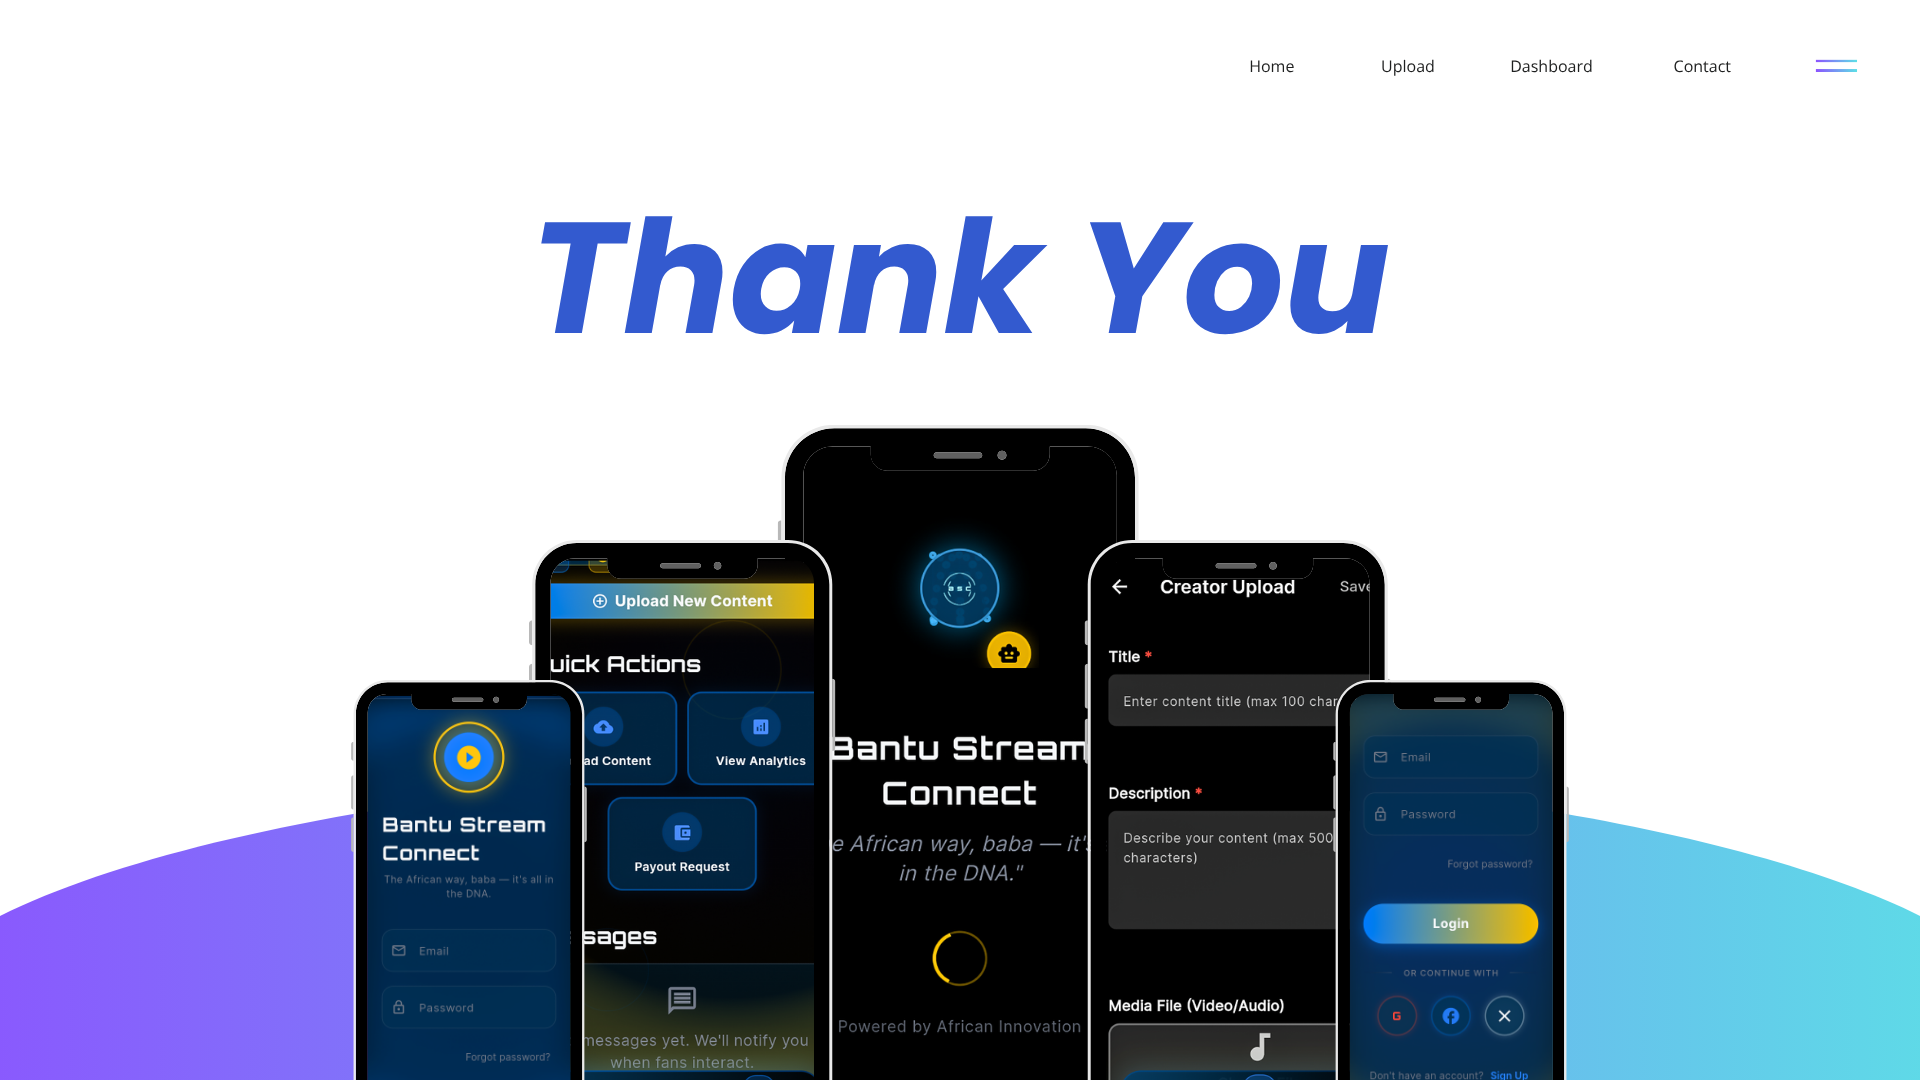 Home Upload Dashboard Contact
Thank You
Bantu Stream
Connect
The African way, baba — it's all in
the DNA.
Email
Password
Forgot password?
Upload New Content
uick Actions
ad Content
View Analytics
Payout Request
sages
messages yet. We'll notify you
when fans interact.
Bantu Stream
Connect
e African way, baba — it's
in the DNA."
Powered by African Innovation
Creator Upload
Save
Title *
Enter content title (max 100 char
Description *
Describe your content (max 500
characters)
Media File (Video/Audio)
Email
Password
Forgot password?
Login
OR CONTINUE WITH
G
Don't have an account? Sign Up